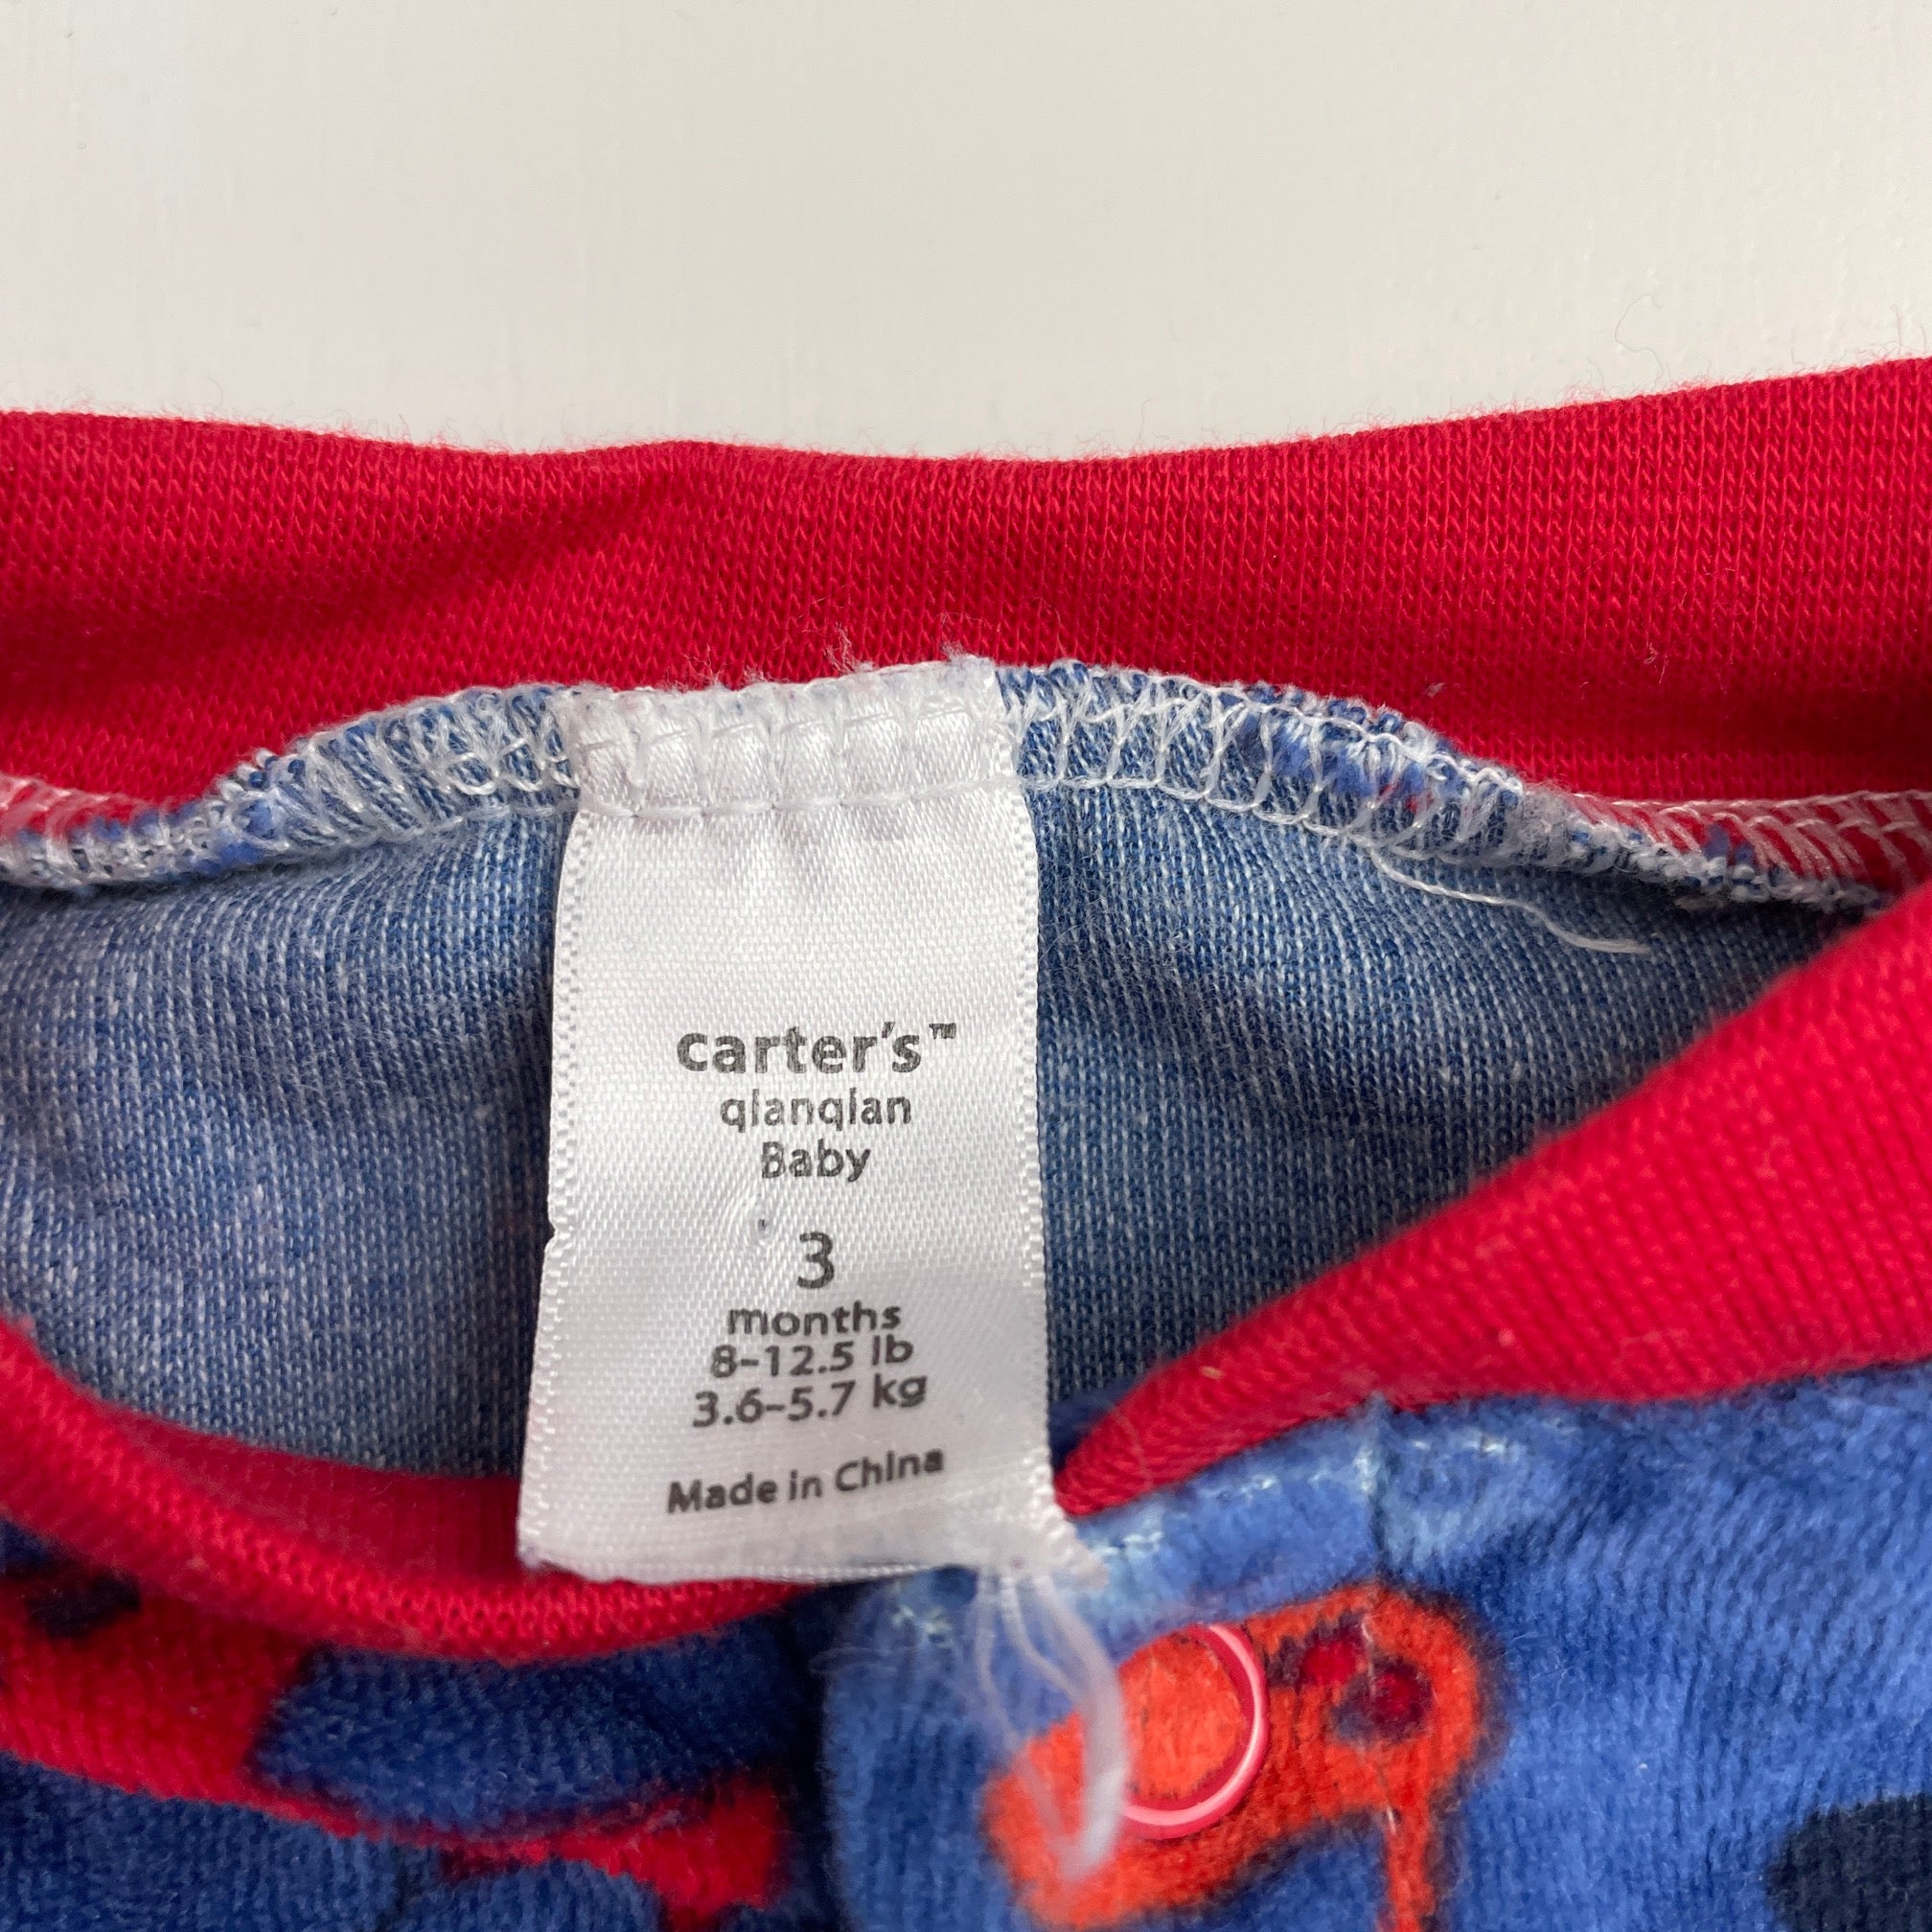 carter's™
qianqian
Baby
3
months
8–12.5 lb
3.6–5.7 kg
Made in China